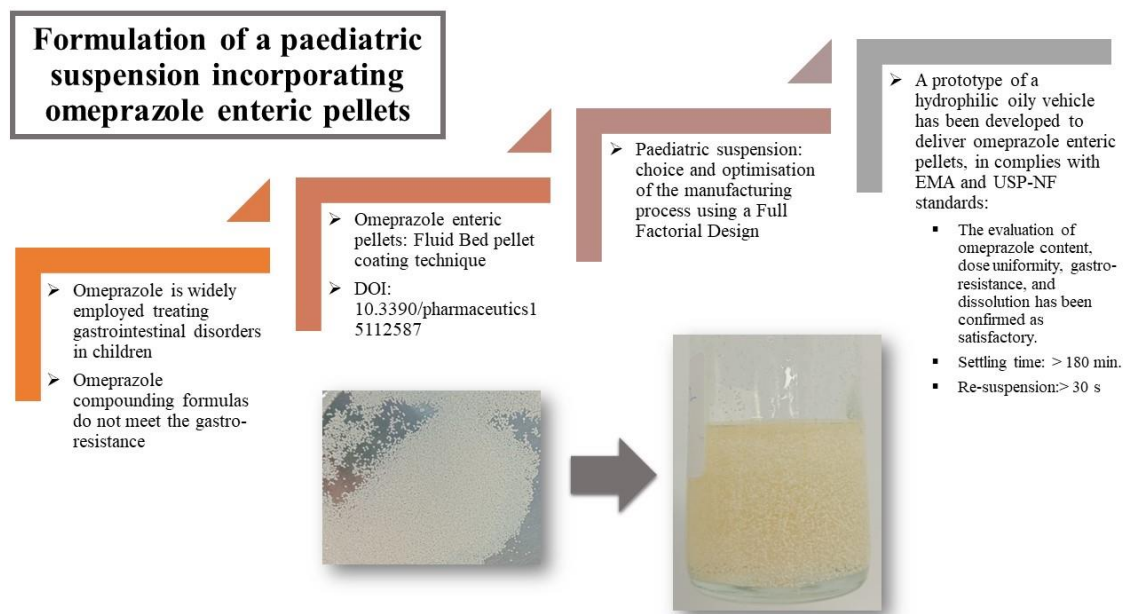 Formulation of a paediatric
suspension incorporating
omeprazole enteric pellets
➢ Omeprazole is widely
employed treating
gastrointestinal disorders
in children
➢ Omeprazole
compounding formulas
do not meet the gastro-
resistance
➢ Omeprazole enteric
pellets: Fluid Bed pellet
coating technique
➢ DOI:
10.3390/pharmaceutics1
5112587
➢ Paediatric suspension:
choice and optimisation
of the manufacturing
process using a Full
Factorial Design
➢ A prototype of a
hydrophilic oily vehicle
has been developed to
deliver omeprazole enteric
pellets, in complies with
EMA and USP-NF
standards:
▪ The evaluation of
omeprazole content,
dose uniformity, gastro-
resistance, and
dissolution has been
confirmed as
satisfactory.
▪ Settling time: > 180 min.
▪ Re-suspension:> 30 s